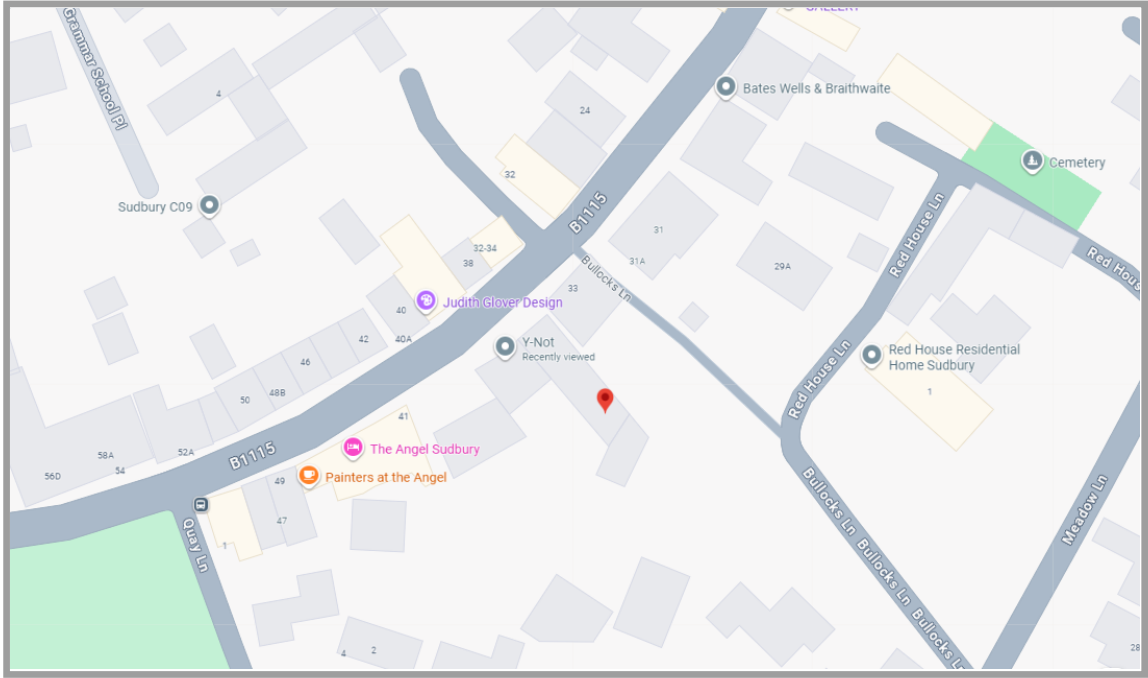 GALLERY
Grammar School Pl
4
24
Bates Wells & Braithwaite
Cemetery
32
Sudbury C09
B1115
31
31A
32-34
38
Bullocks Ln
29A
Red House Ln
Red Hous
33
Judith Glover Design
40
40A
42
Y-Not
Recently viewed
46
Red House Residential
Home Sudbury
1
Red House Ln
48B
50
41
B1115
The Angel Sudbury
52A
58A
54
56D
49
Painters at the Angel
47
Quay Ln
1
Bullocks Ln
Bullocks Ln
Bullocks Ln
Meadow Ln
4
2
28